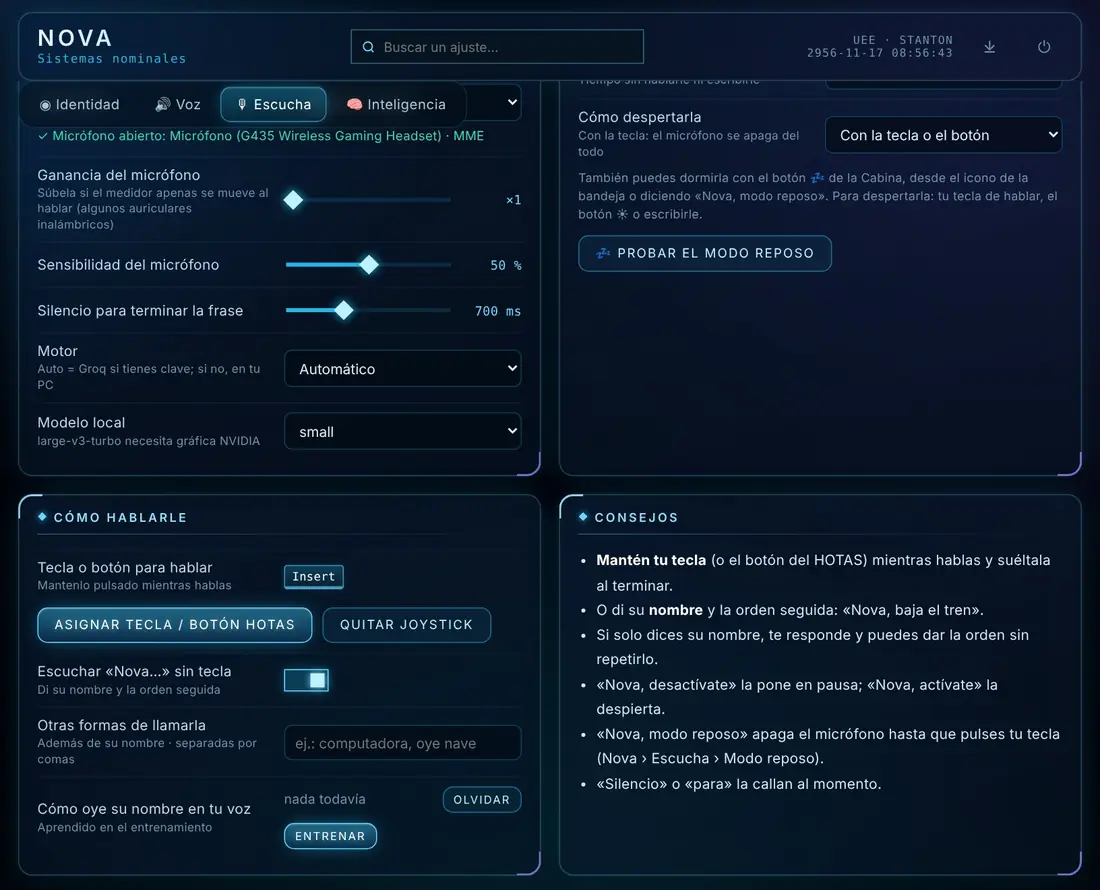 NOVA
Sistemas nominales
Buscar un ajuste...
UEE · STANTON
2956-11-17 08:56:43
Identidad
Voz
Escucha
Inteligencia
✓ Micrófono abierto: Micrófono (G435 Wireless Gaming Headset) · MME
Ganancia del micrófono
Súbela si el medidor apenas se mueve al
hablar (algunos auriculares
inalámbricos)
×1
Sensibilidad del micrófono
50 %
Silencio para terminar la frase
700 ms
Motor
Auto = Groq si tienes clave; si no, en tu
PC
Automático
Modelo local
large-v3-turbo necesita gráfica NVIDIA
small
Tiempo sin hablarle ni escribirle
Cómo despertarla
Con la tecla: el micrófono se apaga del
todo
Con la tecla o el botón
También puedes dormirla con el botón 💤 de la Cabina, desde el icono de la
bandeja o diciendo «Nova, modo reposo». Para despertarla: tu tecla de hablar, el
botón ☀ o escribirle.
💤 PROBAR EL MODO REPOSO
CÓMO HABLARLE
Tecla o botón para hablar
Mantenlo pulsado mientras hablas
Insert
ASIGNAR TECLA / BOTÓN HOTAS
QUITAR JOYSTICK
Escuchar «Nova...» sin tecla
Di su nombre y la orden seguida
Otras formas de llamarla
Además de su nombre · separadas por
comas
ej.: computadora, oye nave
Cómo oye su nombre en tu voz
Aprendido en el entrenamiento
nada todavía
OLVIDAR
ENTRENAR
CONSEJOS
• Mantén tu tecla (o el botón del HOTAS) mientras hablas y suéltala
al terminar.
• O di su nombre y la orden seguida: «Nova, baja el tren».
• Si solo dices su nombre, te responde y puedes dar la orden sin
repetirlo.
• «Nova, desactívate» la pone en pausa; «Nova, actívate» la
despierta.
• «Nova, modo reposo» apaga el micrófono hasta que pulses tu tecla
(Nova › Escucha › Modo reposo).
• «Silencio» o «para» la callan al momento.